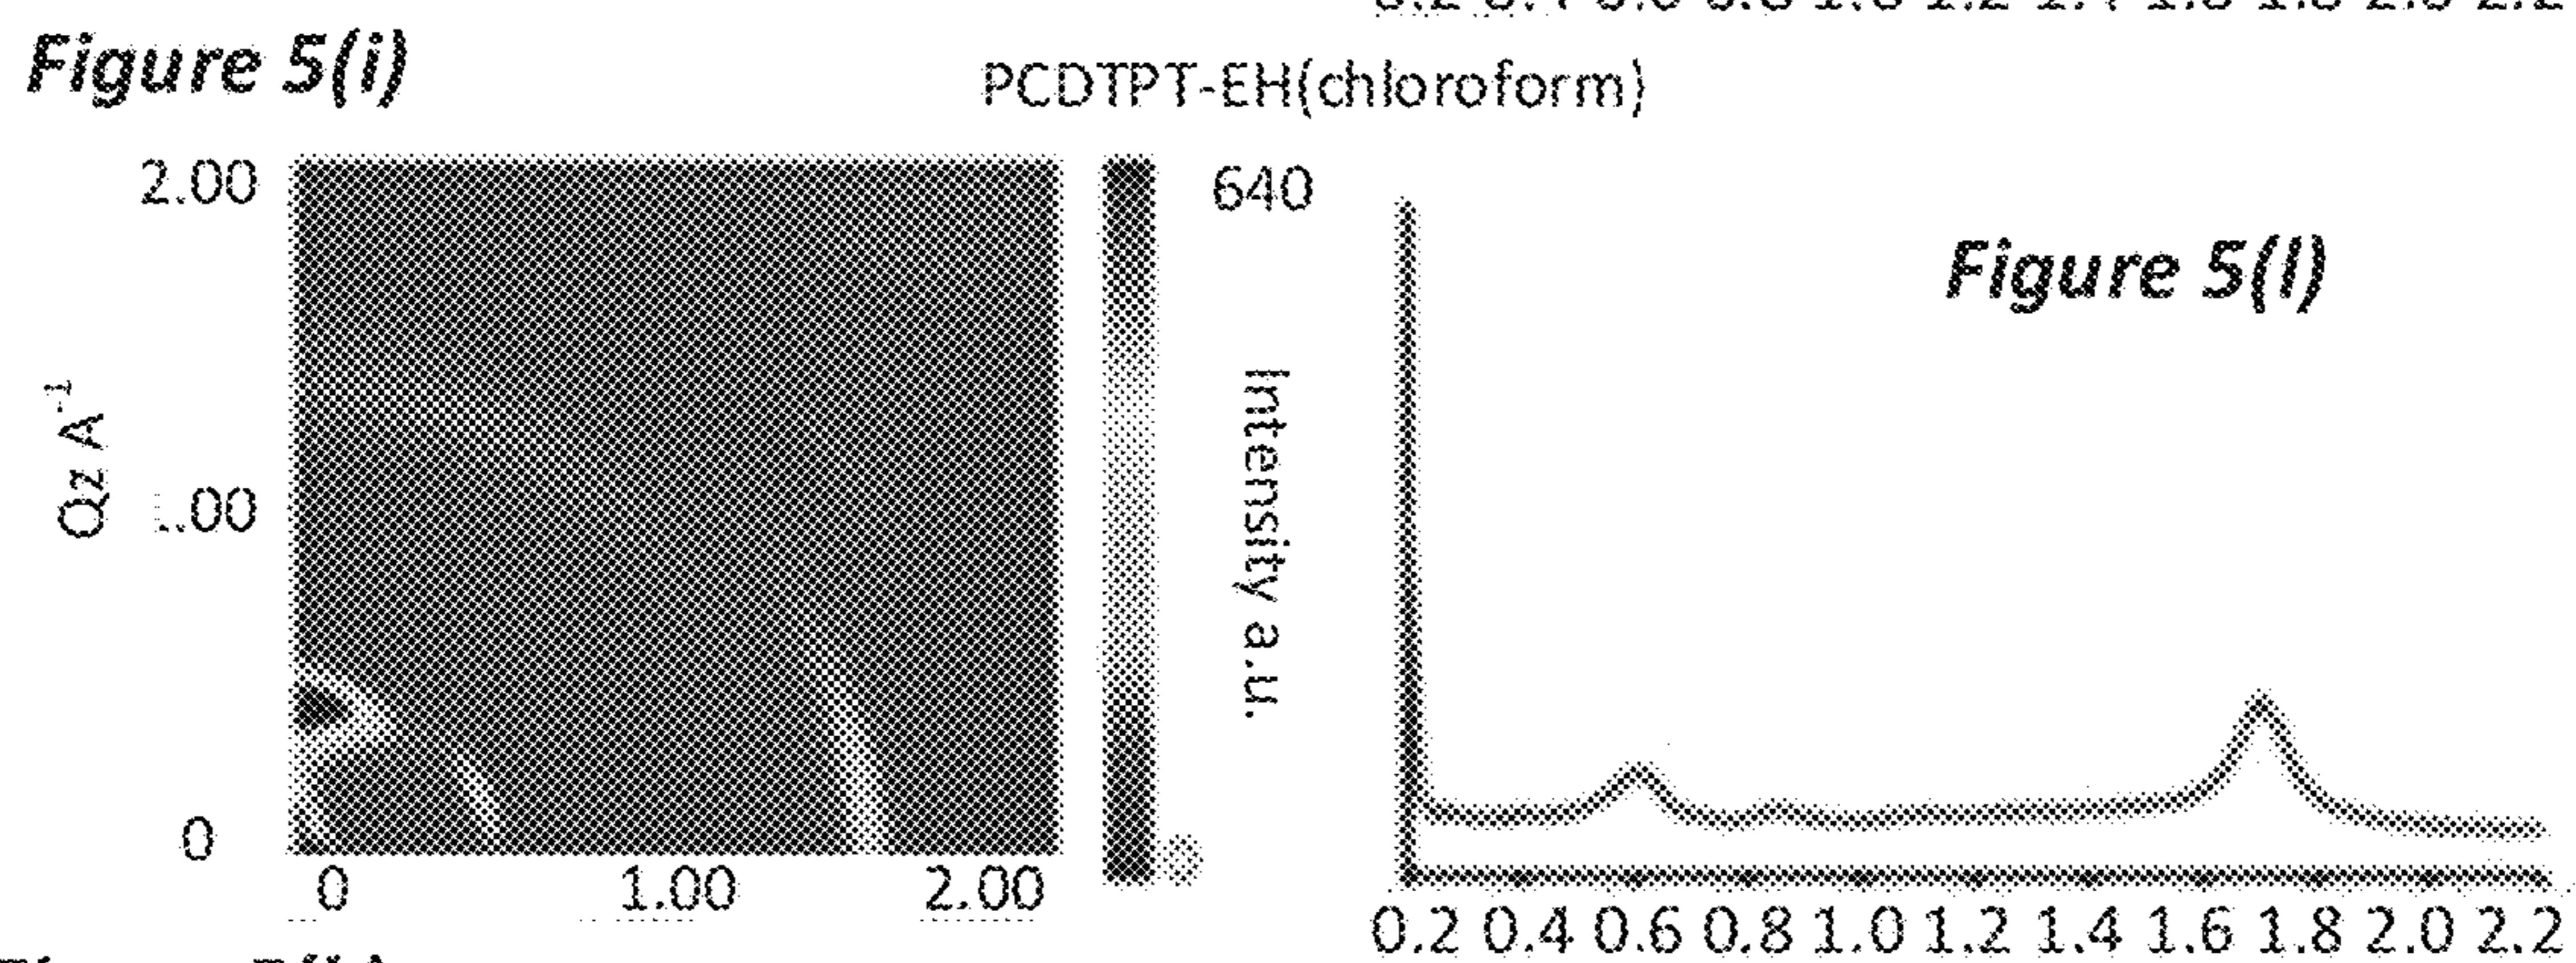 Figure 5(i)
PCDTPT-EH(chloroform)
2.00
640
Figure 5(l)
Qz A-1
Intensity a.u.
.00
0
0 1.00 2.00
0.2 0.4 0.6 0.8 1.0 1.2 1.4 1.6 1.8 2.0 2.2